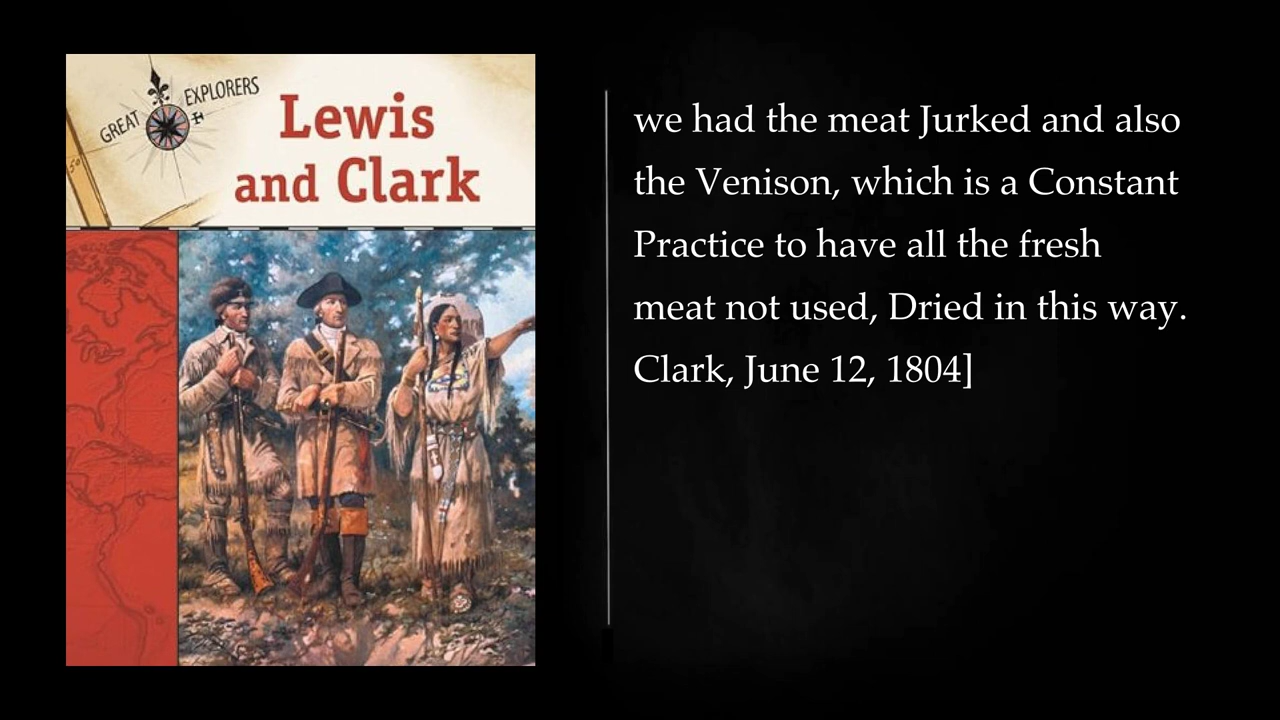 GREAT EXPLORERS
Lewis
and Clark
we had the meat Jurked and also
the Venison, which is a Constant
Practice to have all the fresh
meat not used, Dried in this way.
Clark, June 12, 1804]